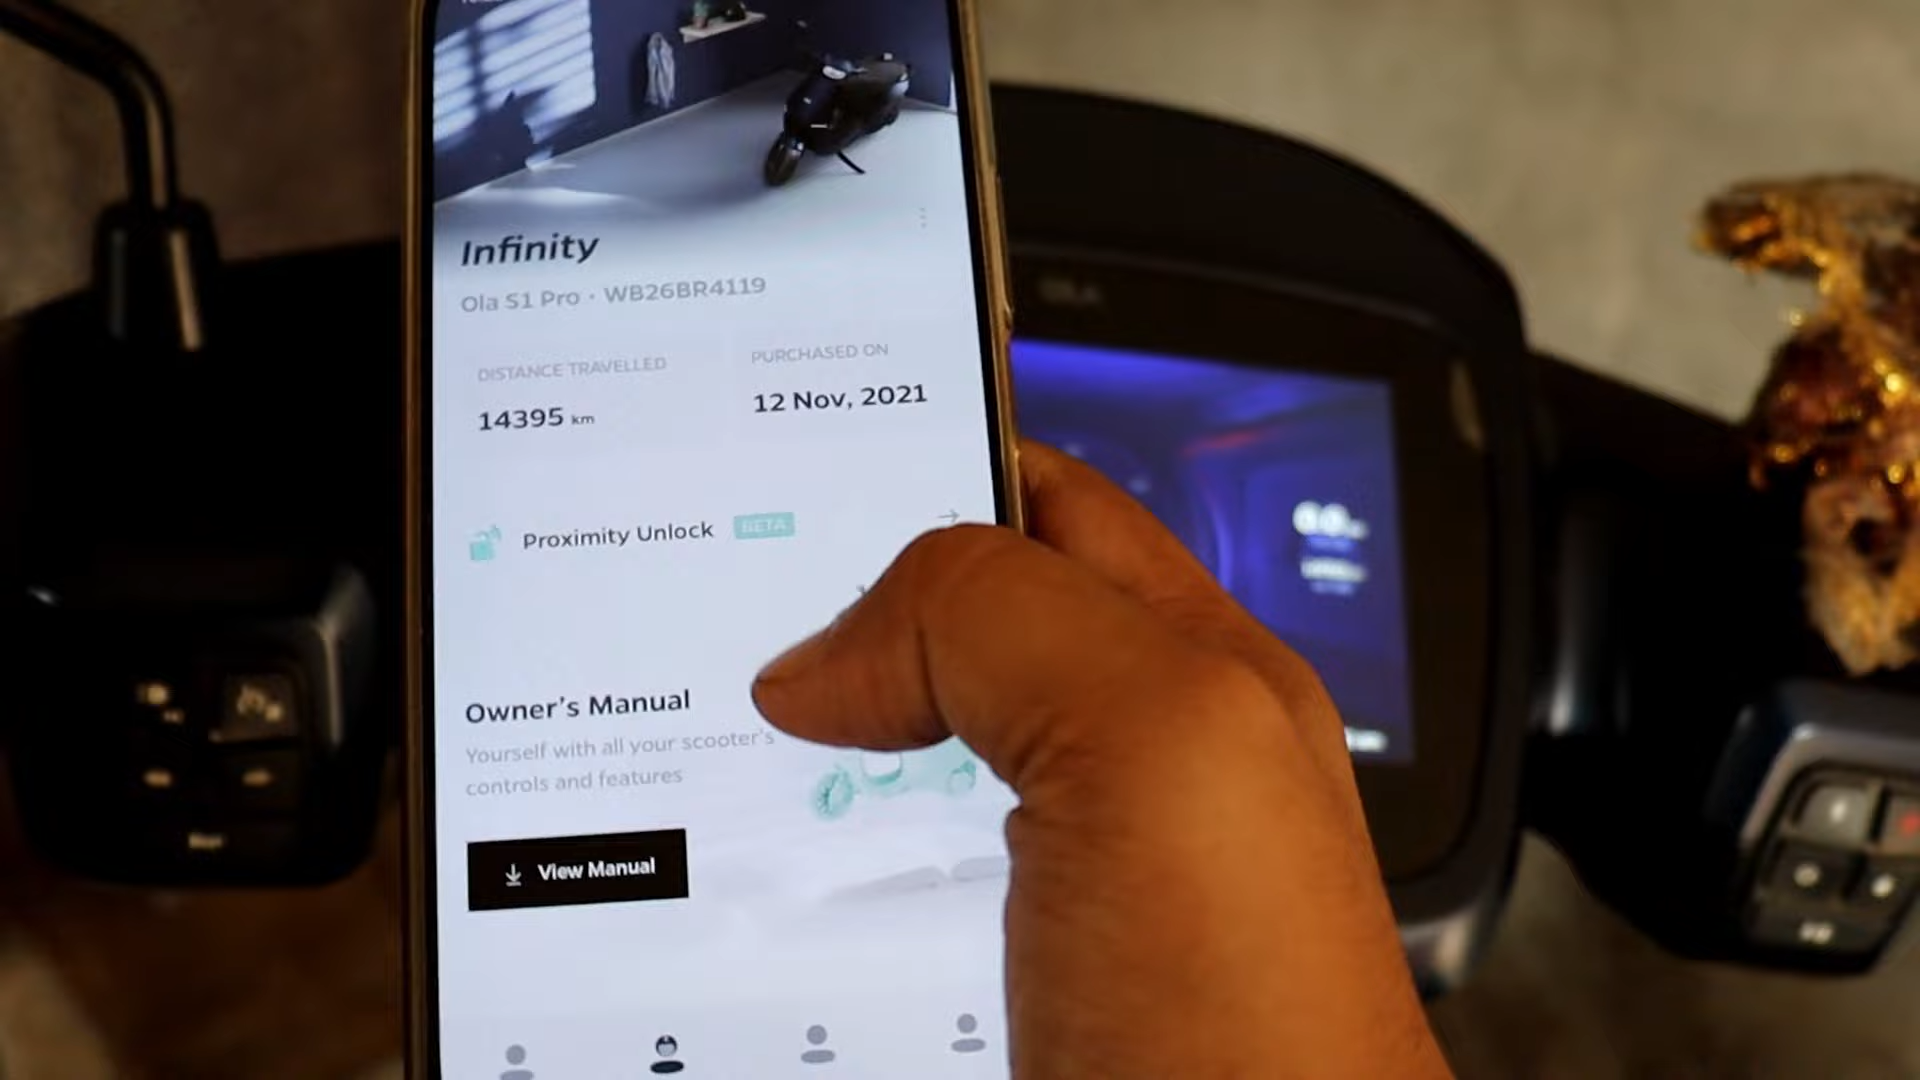 Infinity
Ola S1 Pro · WB26BR4119
DISTANCE TRAVELLED
PURCHASED ON
14395 km
12 Nov, 2021
Proximity Unlock BETA
Owner's Manual
Yourself with all your scooter's
controls and features
View Manual
OLA